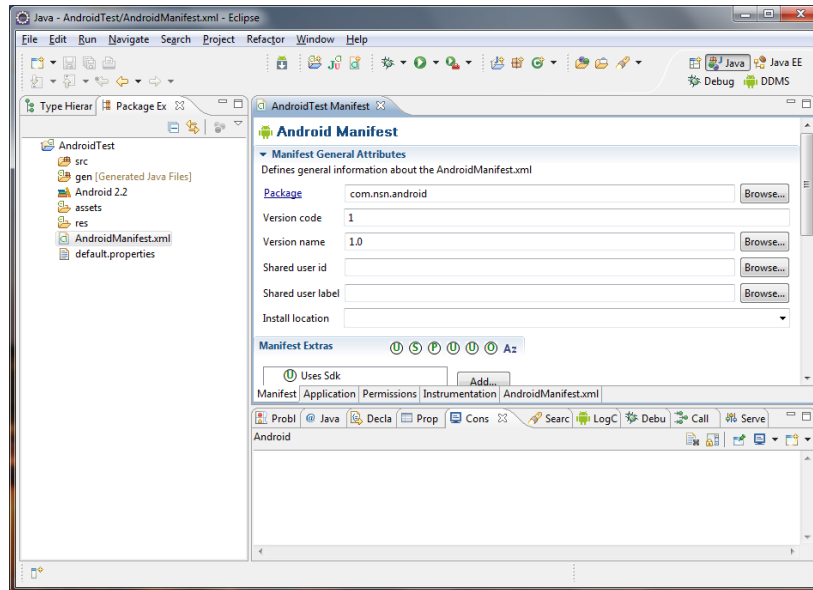 Java - AndroidTest/AndroidManifest.xml - Eclipse
File Edit Run Navigate Search Project Refactor Window Help
Java Java EE
Debug DDMS
Type Hierar Package Ex
AndroidTest
src
gen [Generated Java Files]
Android 2.2
assets
res
AndroidManifest.xml
default.properties
AndroidTest Manifest
Android Manifest
Manifest General Attributes
Defines general information about the AndroidManifest.xml
Package com.nsn.android Browse...
Version code 1
Version name 1.0 Browse...
Shared user id Browse...
Shared user label Browse...
Install location
Manifest Extras U S P U U O Az
U Uses Sdk Add...
Manifest Application Permissions Instrumentation AndroidManifest.xml
Probl @ Java Decla Prop Cons Searc LogC Debu Call Serve
Android